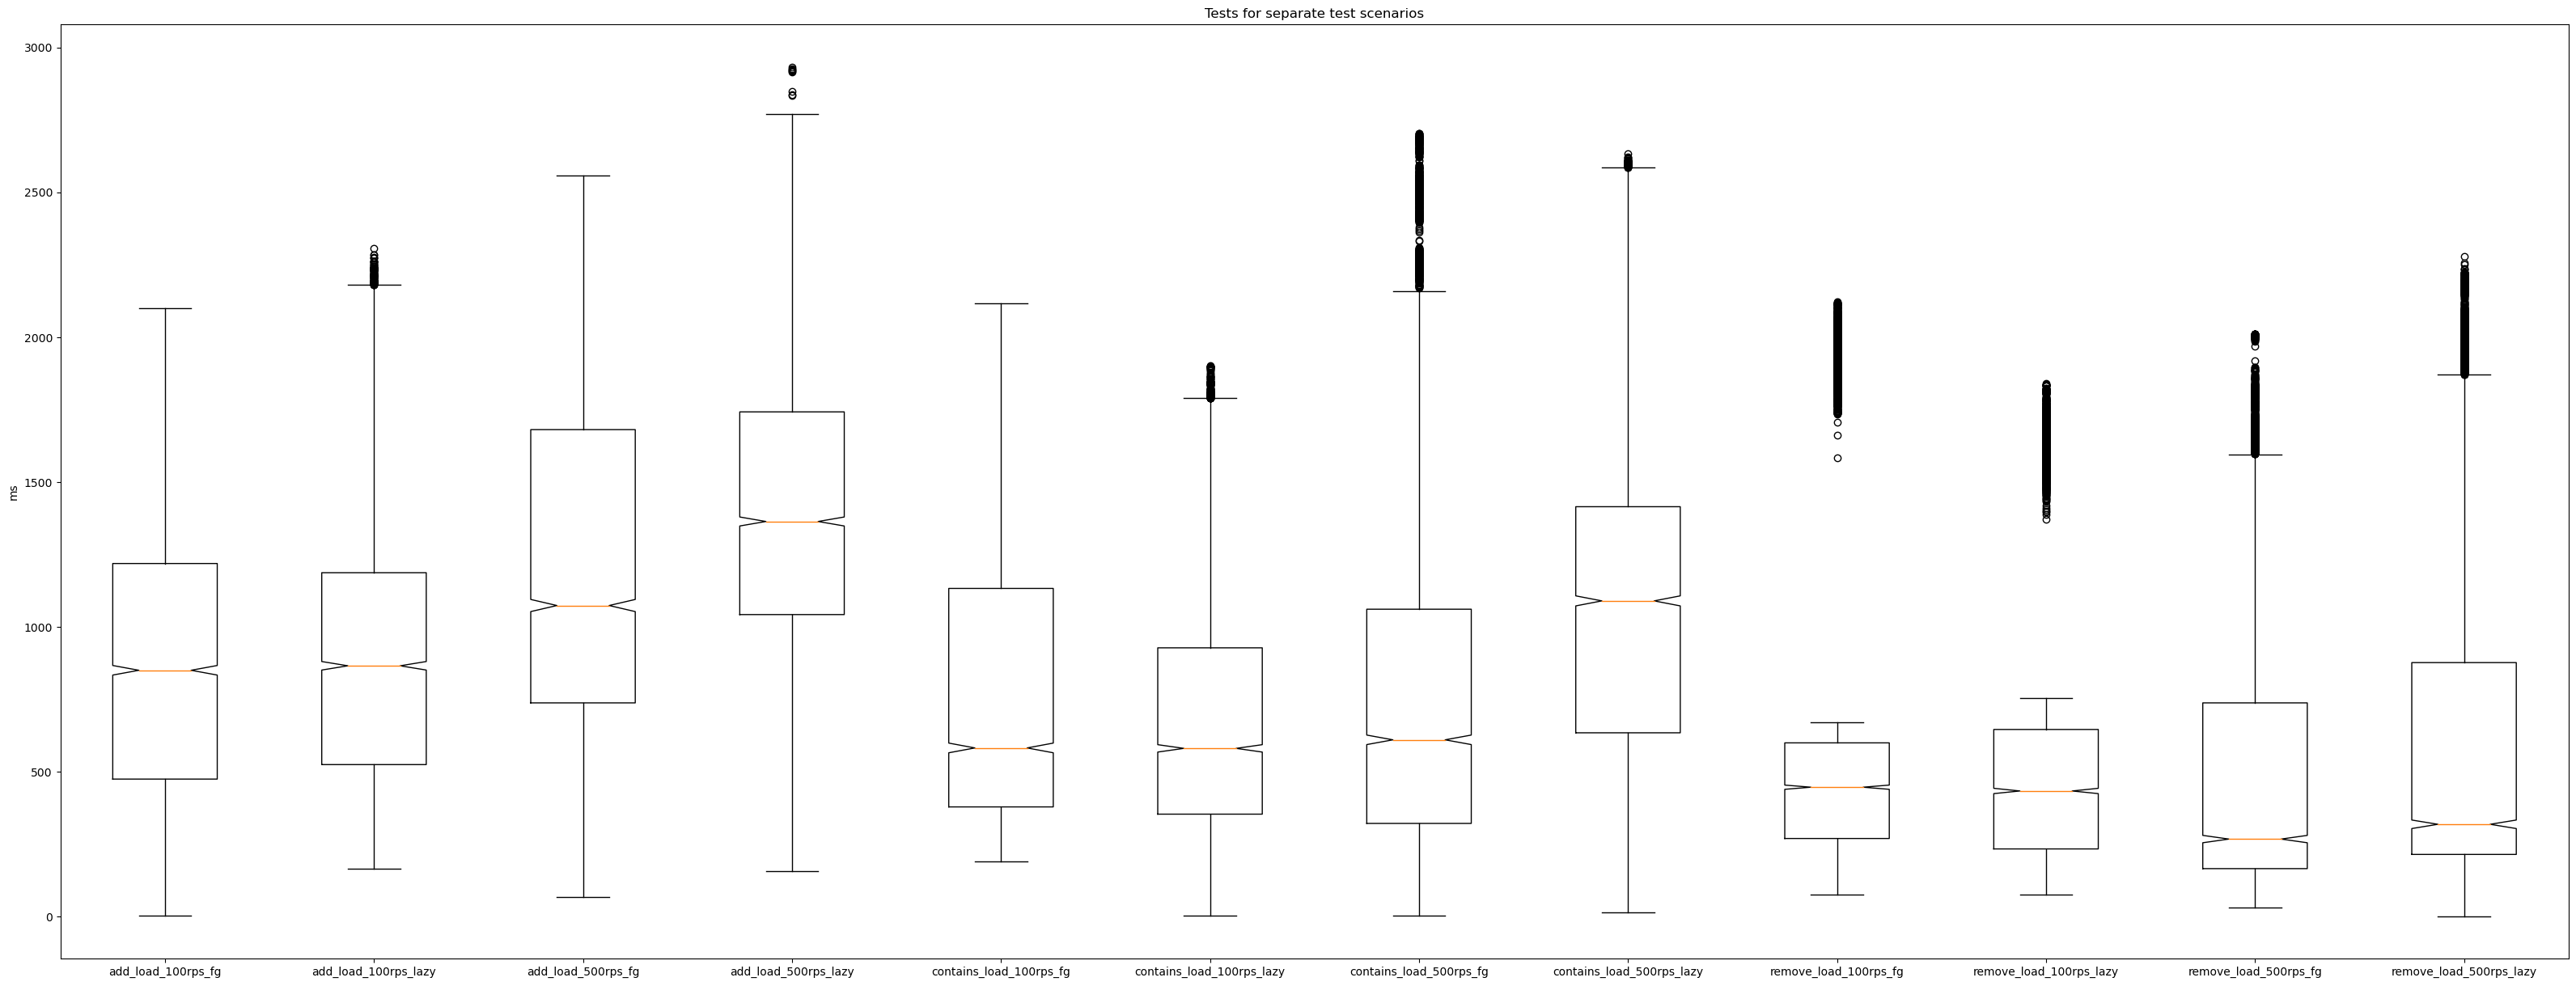 Tests for separate test scenarios
3000
2500
2000
1500
1000
500
0
ms
add_load_100rps_fg
add_load_100rps_lazy
add_load_500rps_fg
add_load_500rps_lazy
contains_load_100rps_fg
contains_load_100rps_lazy
contains_load_500rps_fg
contains_load_500rps_lazy
remove_load_100rps_fg
remove_load_100rps_lazy
remove_load_500rps_fg
remove_load_500rps_lazy